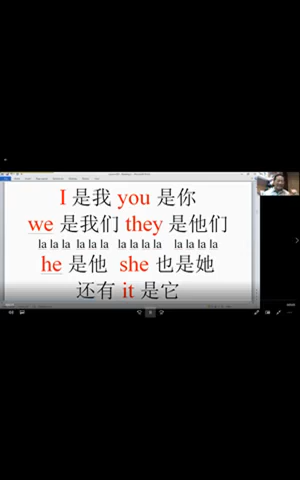 I 是我 you 是你
we 是我们 they 是他们
la la la la la la la la la la la la la la
he 是他 she 也是她
还有 it 是它